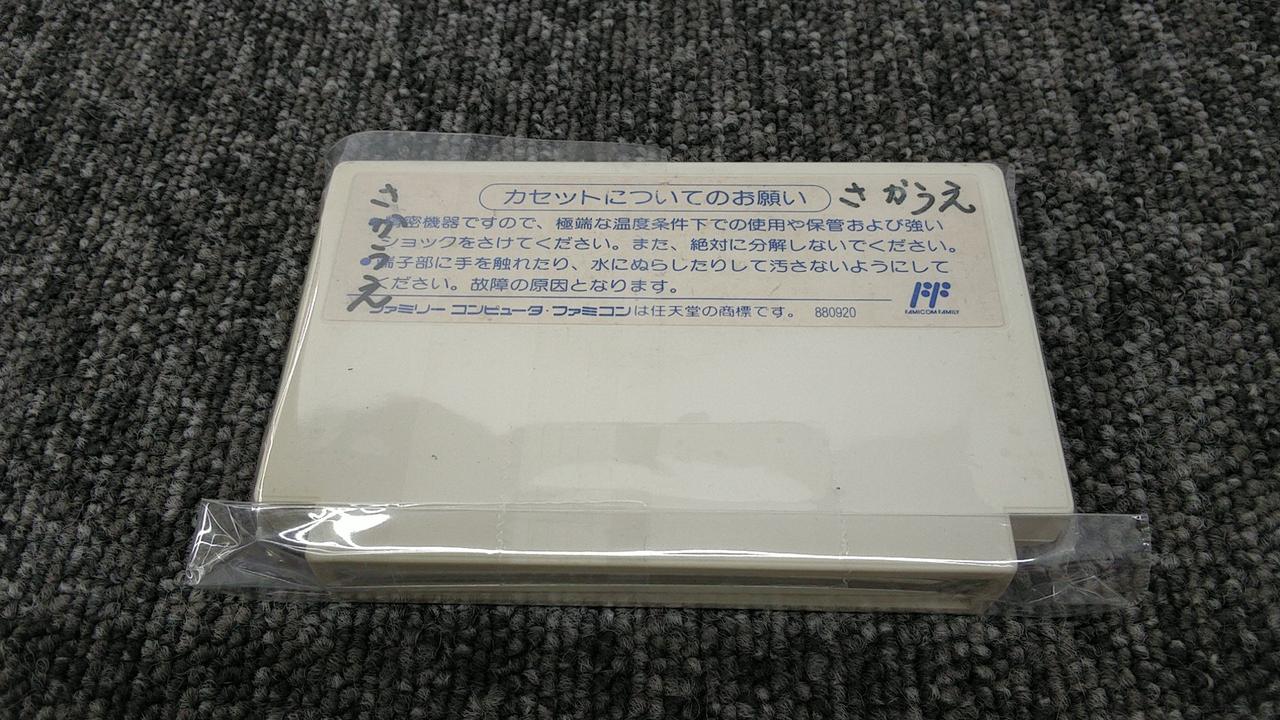 カセットについてのお願い
さかうえ
さかうえ
密機器ですので、極端な温度条件下での使用や保管および強い
ショックをさけてください。また、絶対に分解しないでください。
端子部に手を触れたり、水にぬらしたりして汚さないようにして
ください。故障の原因となります。
ファミリー コンピュータ・ファミコンは任天堂の商標です。 880920
FAMICOM FAMILY